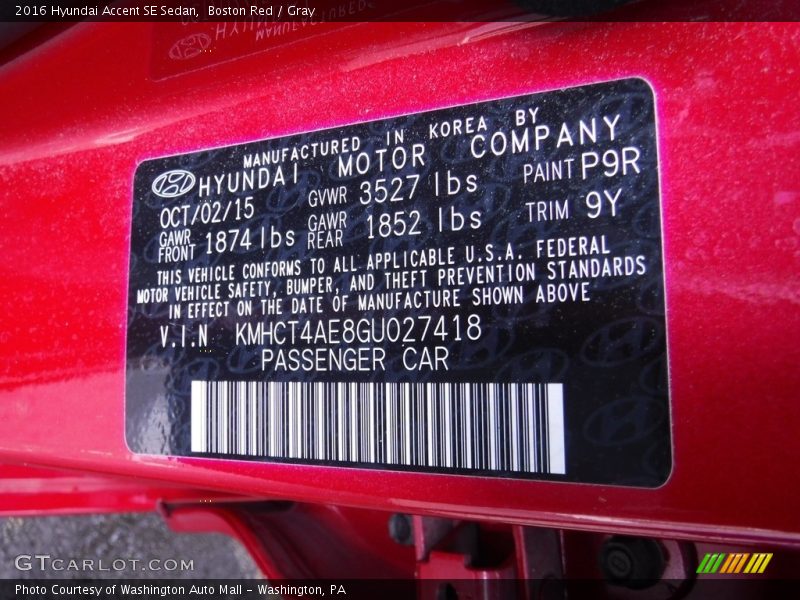 2016 Hyundai Accent SE Sedan, Boston Red / Gray
MANUFACTURED IN KOREA BY
HYUNDAI MOTOR COMPANY
OCT/02/15 GVWR 3527 lbs PAINT P9R
GAWR FRONT 1874 lbs GAWR REAR 1852 lbs TRIM 9Y
THIS VEHICLE CONFORMS TO ALL APPLICABLE U.S.A. FEDERAL
MOTOR VEHICLE SAFETY, BUMPER, AND THEFT PREVENTION STANDARDS
IN EFFECT ON THE DATE OF MANUFACTURE SHOWN ABOVE
V.I.N KMHCT4AE8GU027418
PASSENGER CAR
GTCARLOT.COM
Photo Courtesy of Washington Auto Mall - Washington, PA